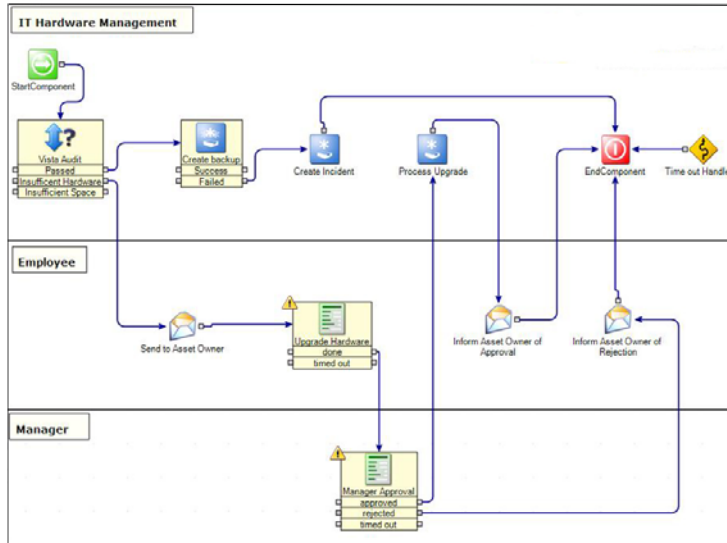 IT Hardware Management
StartComponent
Vista Audit
Passed
Insufficent Hardware
Insufficient Space
Create backup
Success
Failed
Create Incident
Process Upgrade
EndComponent
Time out Handle
Employee
Send to Asset Owner
Upgrade Hardware
done
timed out
Inform Asset Owner of
Approval
Inform Asset Owner of
Rejection
Manager
Manager Approval
approved
rejected
timed out